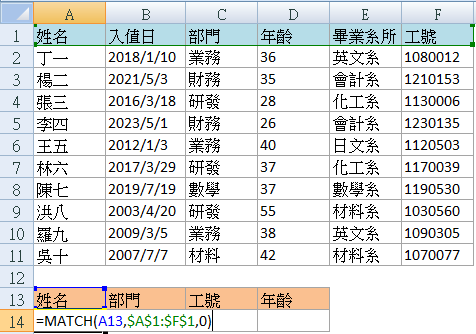 A B C D E F
1 姓名 入值日 部門 年齡 畢業系所 工號
2 丁一 2018/1/10 業務 36 英文系 1080012
3 楊二 2021/5/3 財務 35 會計系 1210153
4 張三 2016/3/18 研發 28 化工系 1130006
5 李四 2023/5/1 財務 26 會計系 1230135
6 王五 2012/1/3 業務 40 日文系 1120503
7 林六 2017/3/29 研發 37 化工系 1170039
8 陳七 2019/7/19 數學 37 數學系 1190530
9 洪八 2003/4/20 研發 55 材料系 1030560
10 羅九 2009/3/5 業務 38 英文系 1090305
11 吳十 2007/7/7 材料 42 材料系 1070077
12
13 姓名 部門 工號 年齡
14 =MATCH(A13,$A$1:$F$1,0)